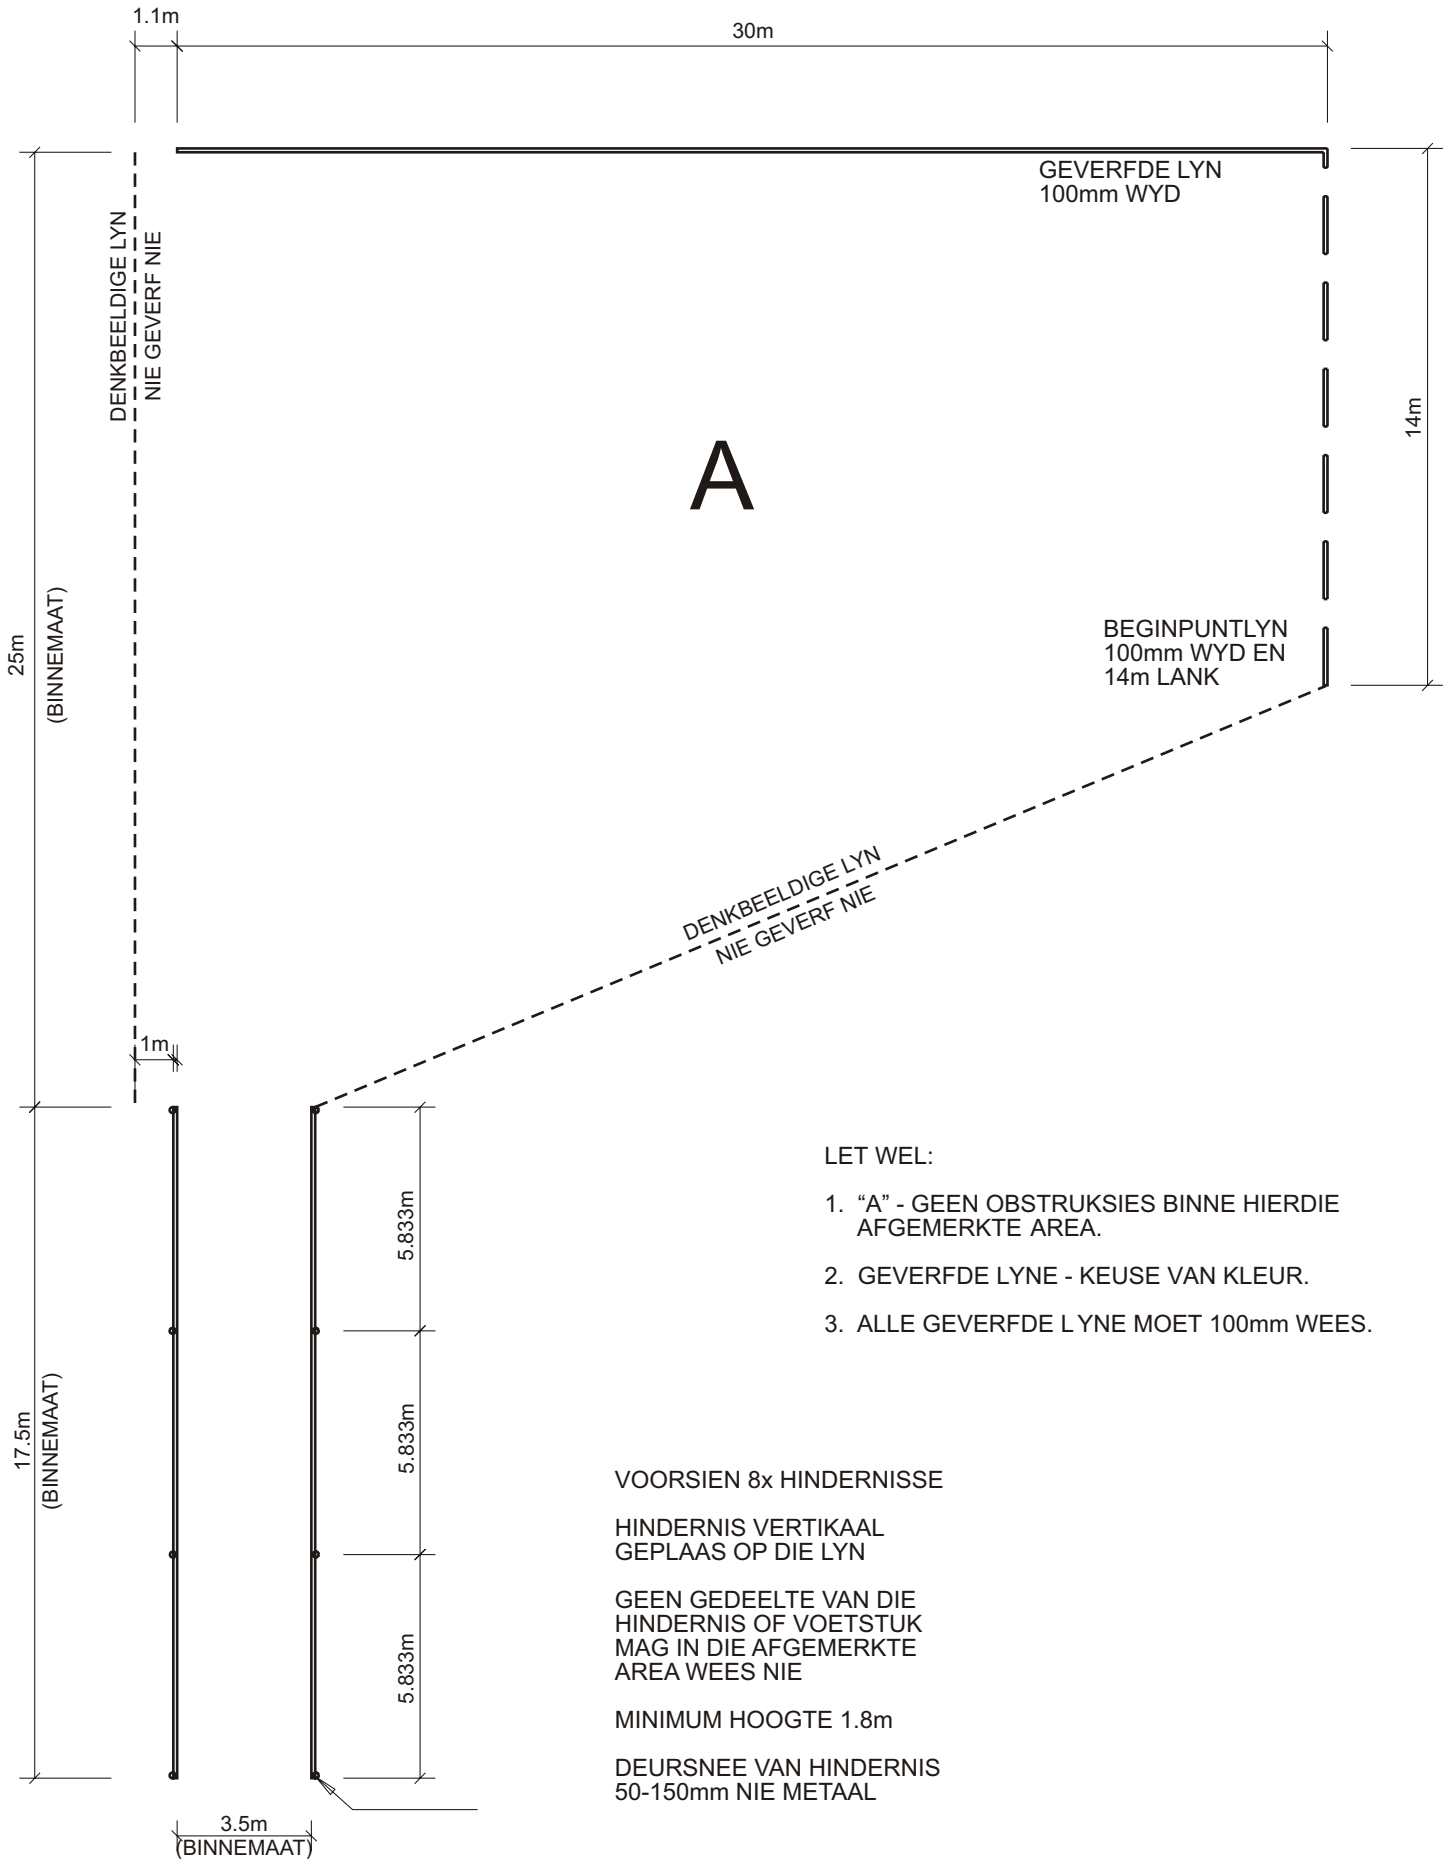 1.1m
30m
GEVERFDE LYN
100mm WYD
DENKBEELDIGE LYN
NIE GEVERF NIE
A
14m
25m
(BINNEMAAT)
BEGINPUNTLYN
100mm WYD EN
14m LANK
DENKBEELDIGE LYN
NIE GEVERF NIE
1m
LET WEL:
1. “A” - GEEN OBSTRUKSIES BINNE HIERDIE
AFGEMERKTE AREA.
2. GEVERFDE LYNE - KEUSE VAN KLEUR.
3. ALLE GEVERFDE LYNE MOET 100mm WEES.
5.833m
5.833m
5.833m
17.5m
(BINNEMAAT)
VOORSIEN 8x HINDERNISSE
HINDERNIS VERTIKAAL
GEPLAAS OP DIE LYN
GEEN GEDEELTE VAN DIE
HINDERNIS OF VOETSTUK
MAG IN DIE AFGEMERKTE
AREA WEES NIE
MINIMUM HOOGTE 1.8m
DEURSNEE VAN HINDERNIS
50-150mm NIE METAAL
3.5m
(BINNEMAAT)